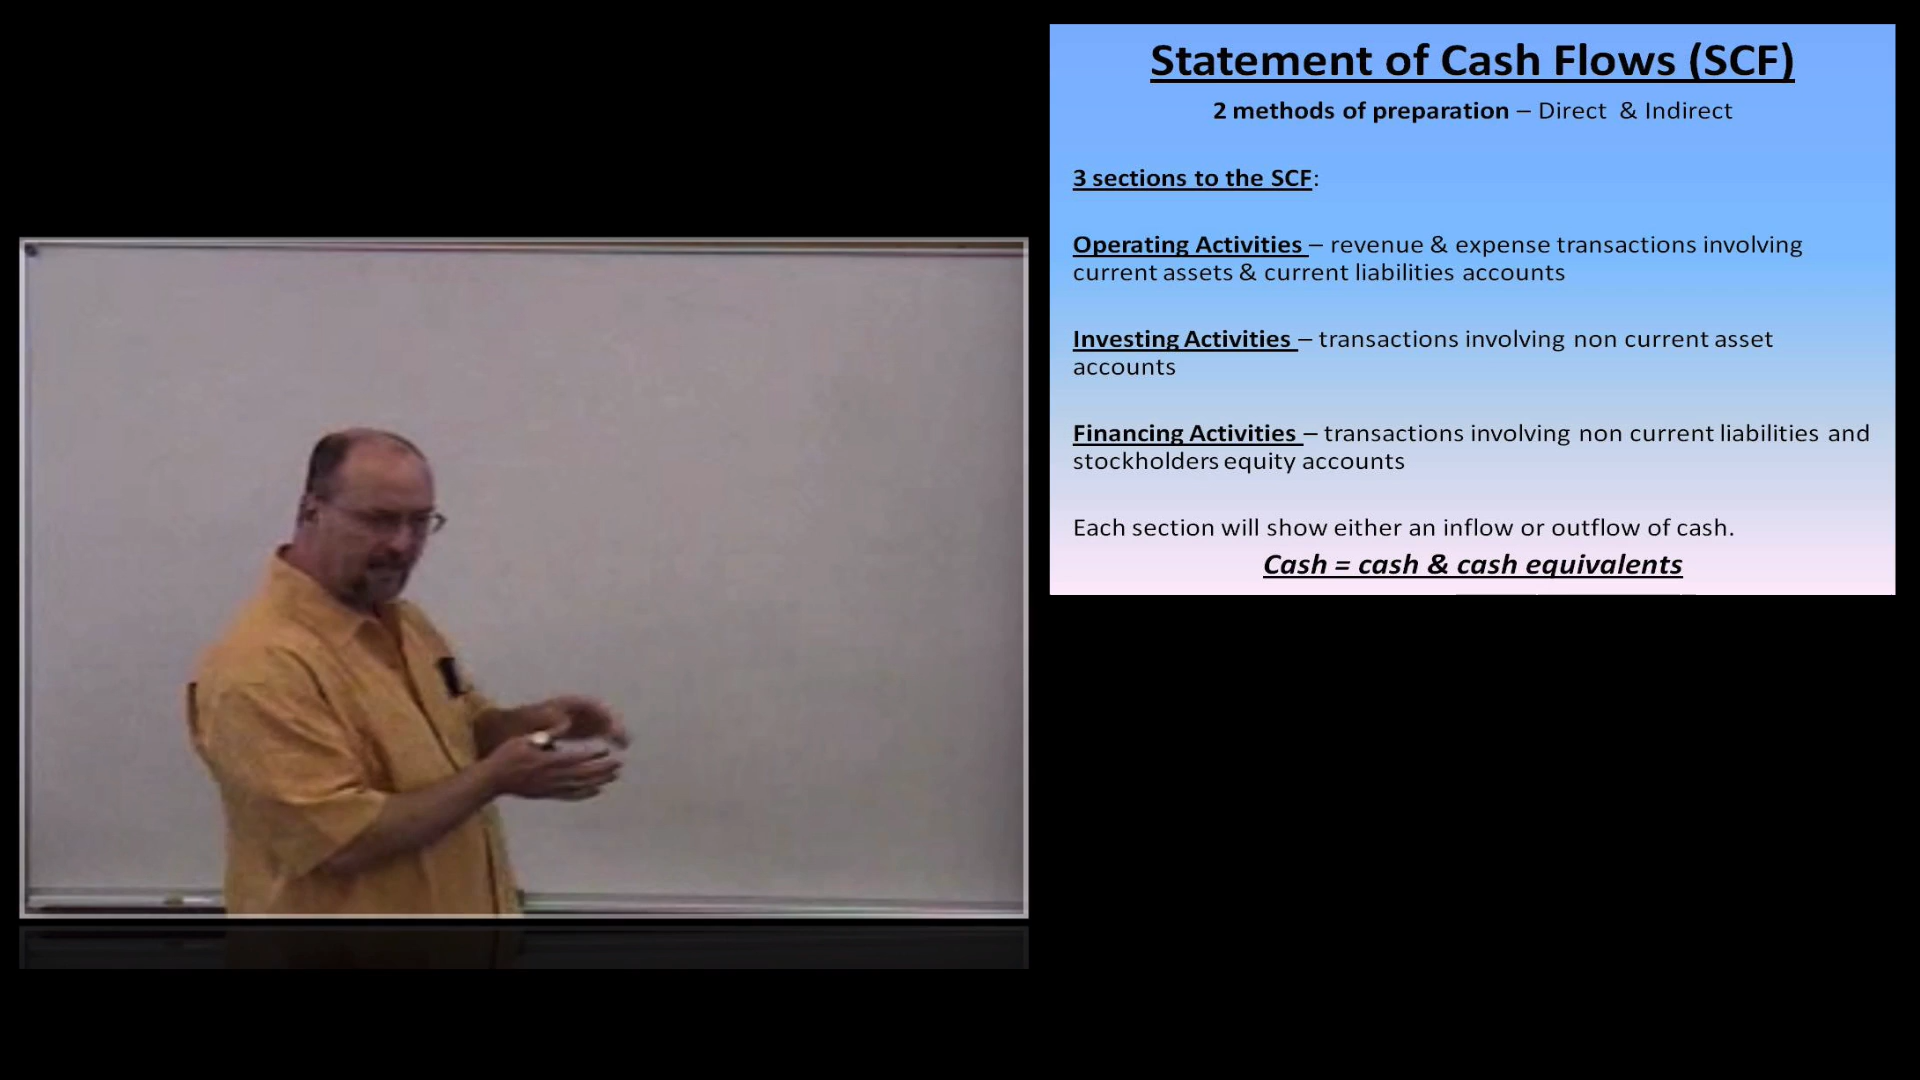 Statement of Cash Flows (SCF)
2 methods of preparation – Direct & Indirect
3 sections to the SCF:
Operating Activities – revenue & expense transactions involving
current assets & current liabilities accounts
Investing Activities – transactions involving non current asset
accounts
Financing Activities – transactions involving non current liabilities and
stockholders equity accounts
Each section will show either an inflow or outflow of cash.
Cash = cash & cash equivalents